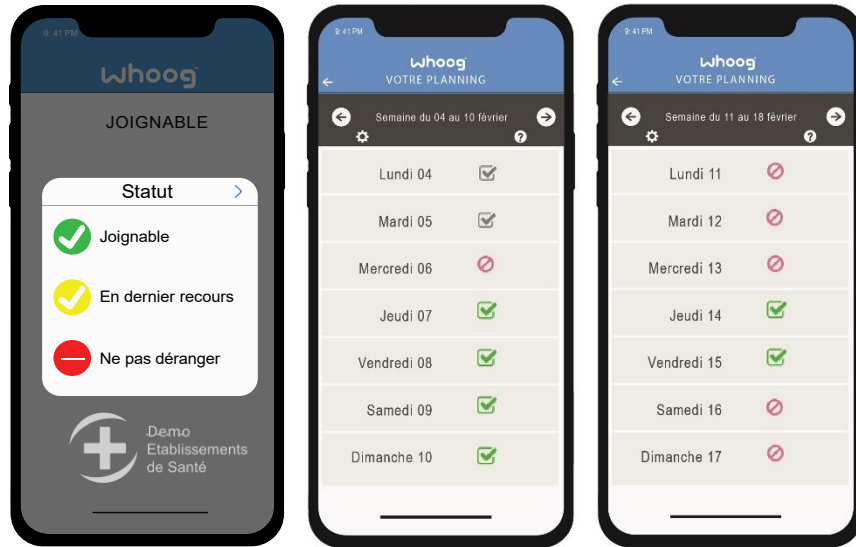 9:41 PM
whoog
JOIGNABLE
Statut
Joignable
En dernier recours
Ne pas déranger
Demo
Etablissements
de Santé
9:41 PM
whoog
VOTRE PLANNING
Semaine du 04 au 10 février
?
Lundi 04
Mardi 05
Mercredi 06
Jeudi 07
Vendredi 08
Samedi 09
Dimanche 10
9:41 PM
whoog
VOTRE PLANNING
Semaine du 11 au 18 février
?
Lundi 11
Mardi 12
Mercredi 13
Jeudi 14
Vendredi 15
Samedi 16
Dimanche 17